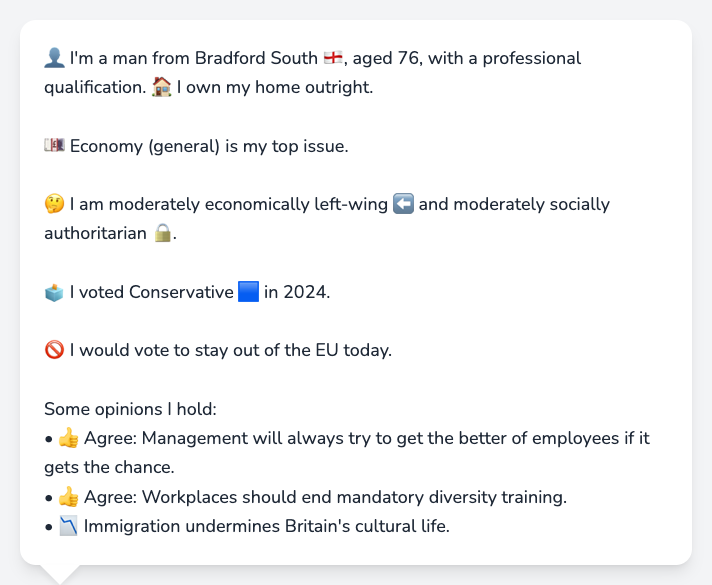 👤 I'm a man from Bradford South 🏴󠁧󠁢󠁥󠁮󠁧󠁿, aged 76, with a professional
qualification. 🏠 I own my home outright.
💷 Economy (general) is my top issue.
🤔 I am moderately economically left-wing ⬅️ and moderately socially
authoritarian 🔒.
🗳️ I voted Conservative 🟦 in 2024.
🚫 I would vote to stay out of the EU today.
Some opinions I hold:
• 👍 Agree: Management will always try to get the better of employees if it
gets the chance.
• 👍 Agree: Workplaces should end mandatory diversity training.
• 📉 Immigration undermines Britain's cultural life.